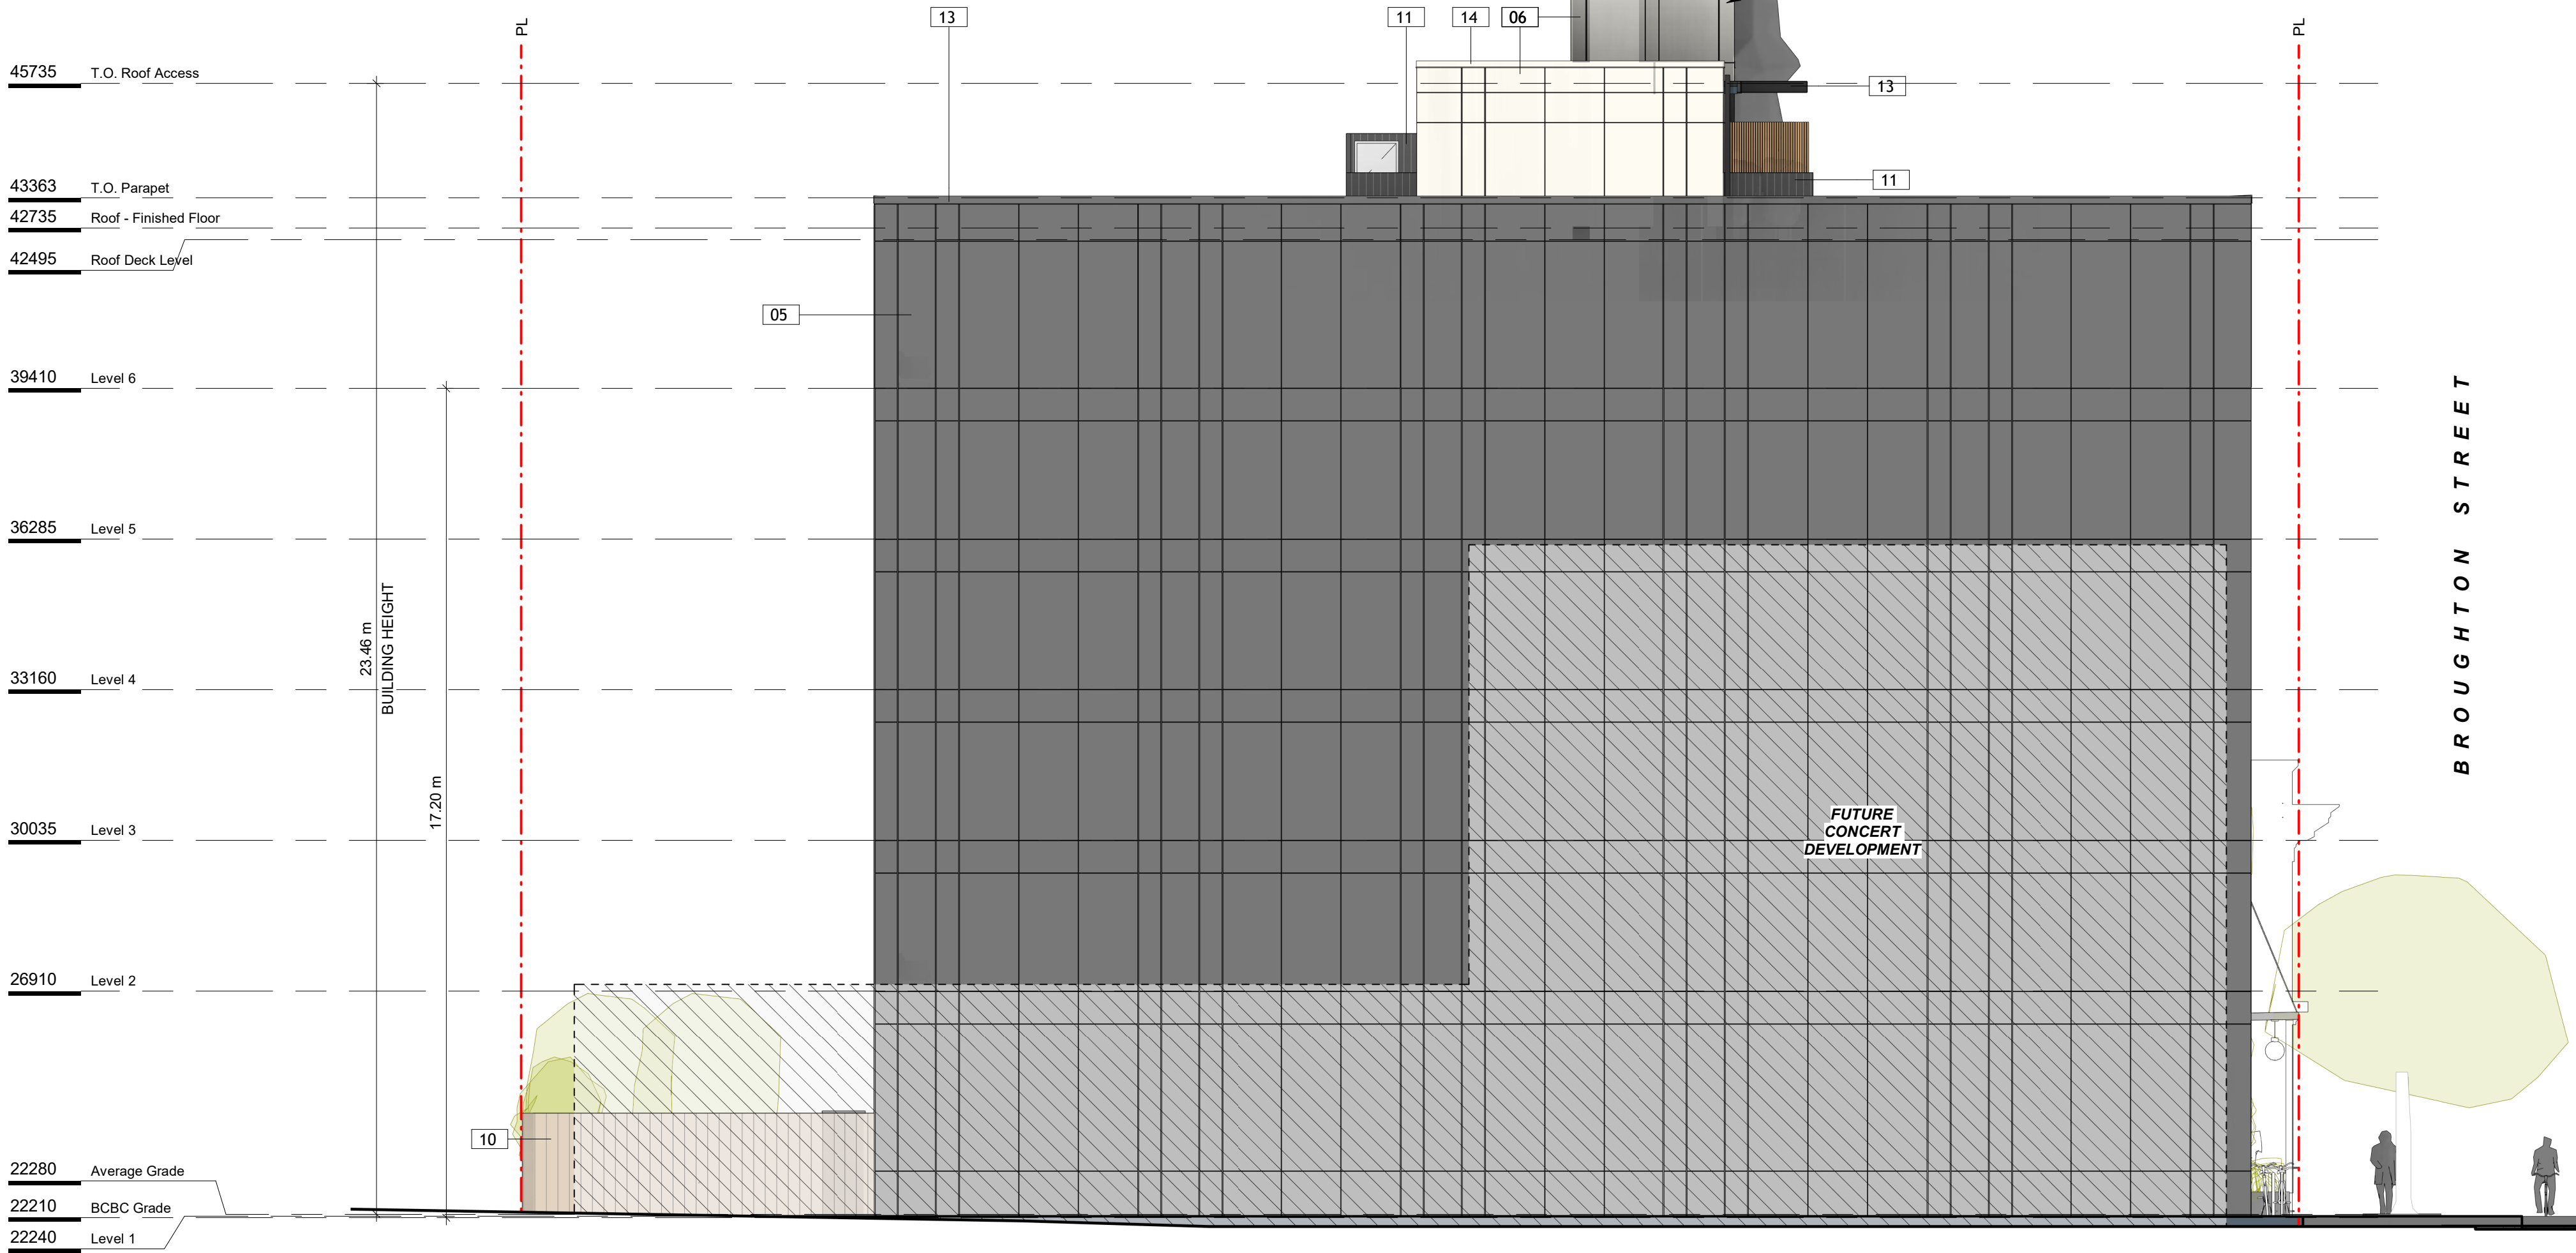 PL
13
11
14
06
PL
45735 T.O. Roof Access
13
43363 T.O. Parapet
11
42735 Roof - Finished Floor
42495 Roof Deck Level
05
39410 Level 6
BROUGHTON STREET
36285 Level 5
23.46 m
BUILDING HEIGHT
33160 Level 4
17.20 m
30035 Level 3
FUTURE
CONCERT
DEVELOPMENT
26910 Level 2
10
22280 Average Grade
22210 BCBC Grade
22240 Level 1